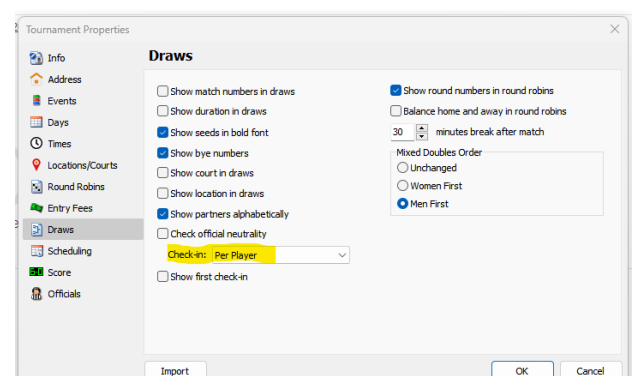 Tournament Properties
Info
Address
Events
Days
Times
Locations/Courts
Round Robins
Entry Fees
Draws
Scheduling
Score
Officials
Draws
Show match numbers in draws
Show duration in draws
Show seeds in bold font
Show bye numbers
Show court in draws
Show location in draws
Show partners alphabetically
Check official neutrality
Check-in: Per Player
Show first check-in
Show round numbers in round robins
Balance home and away in round robins
30 minutes break after match
Mixed Doubles Order
Unchanged
Women First
Men First
Import
OK
Cancel